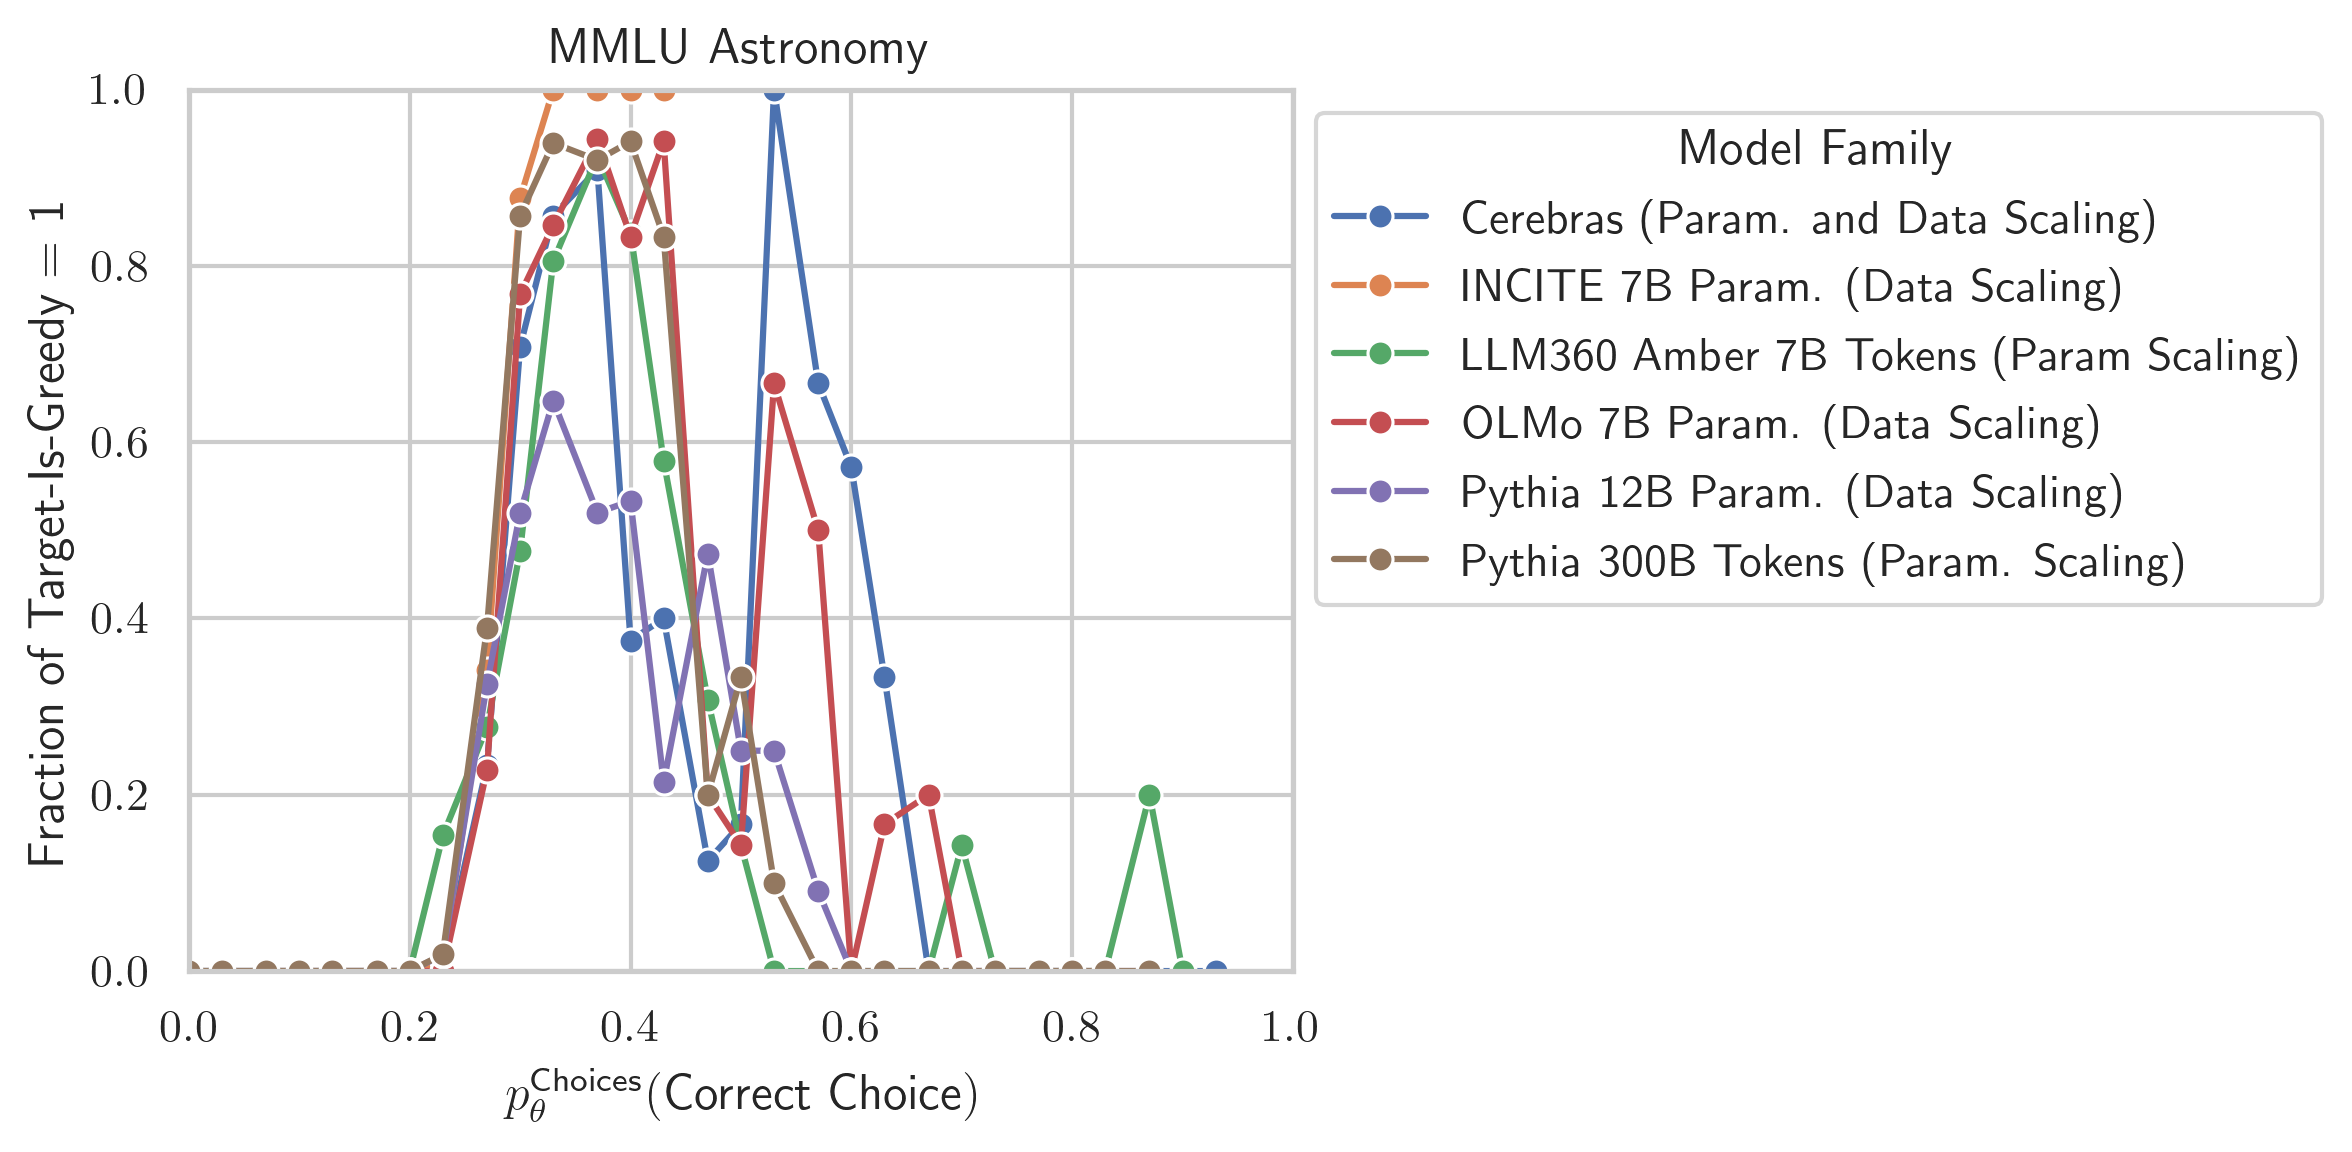 MMLU Astronomy
1.0
0.8
0.6
0.4
0.2
0.0
Fraction of Target-Is-Greedy = 1
0.0 0.2 0.4 0.6 0.8 1.0
p_θ^Choices(Correct Choice)
Model Family
Cerebras (Param. and Data Scaling)
INCITE 7B Param. (Data Scaling)
LLM360 Amber 7B Tokens (Param Scaling)
OLMo 7B Param. (Data Scaling)
Pythia 12B Param. (Data Scaling)
Pythia 300B Tokens (Param. Scaling)